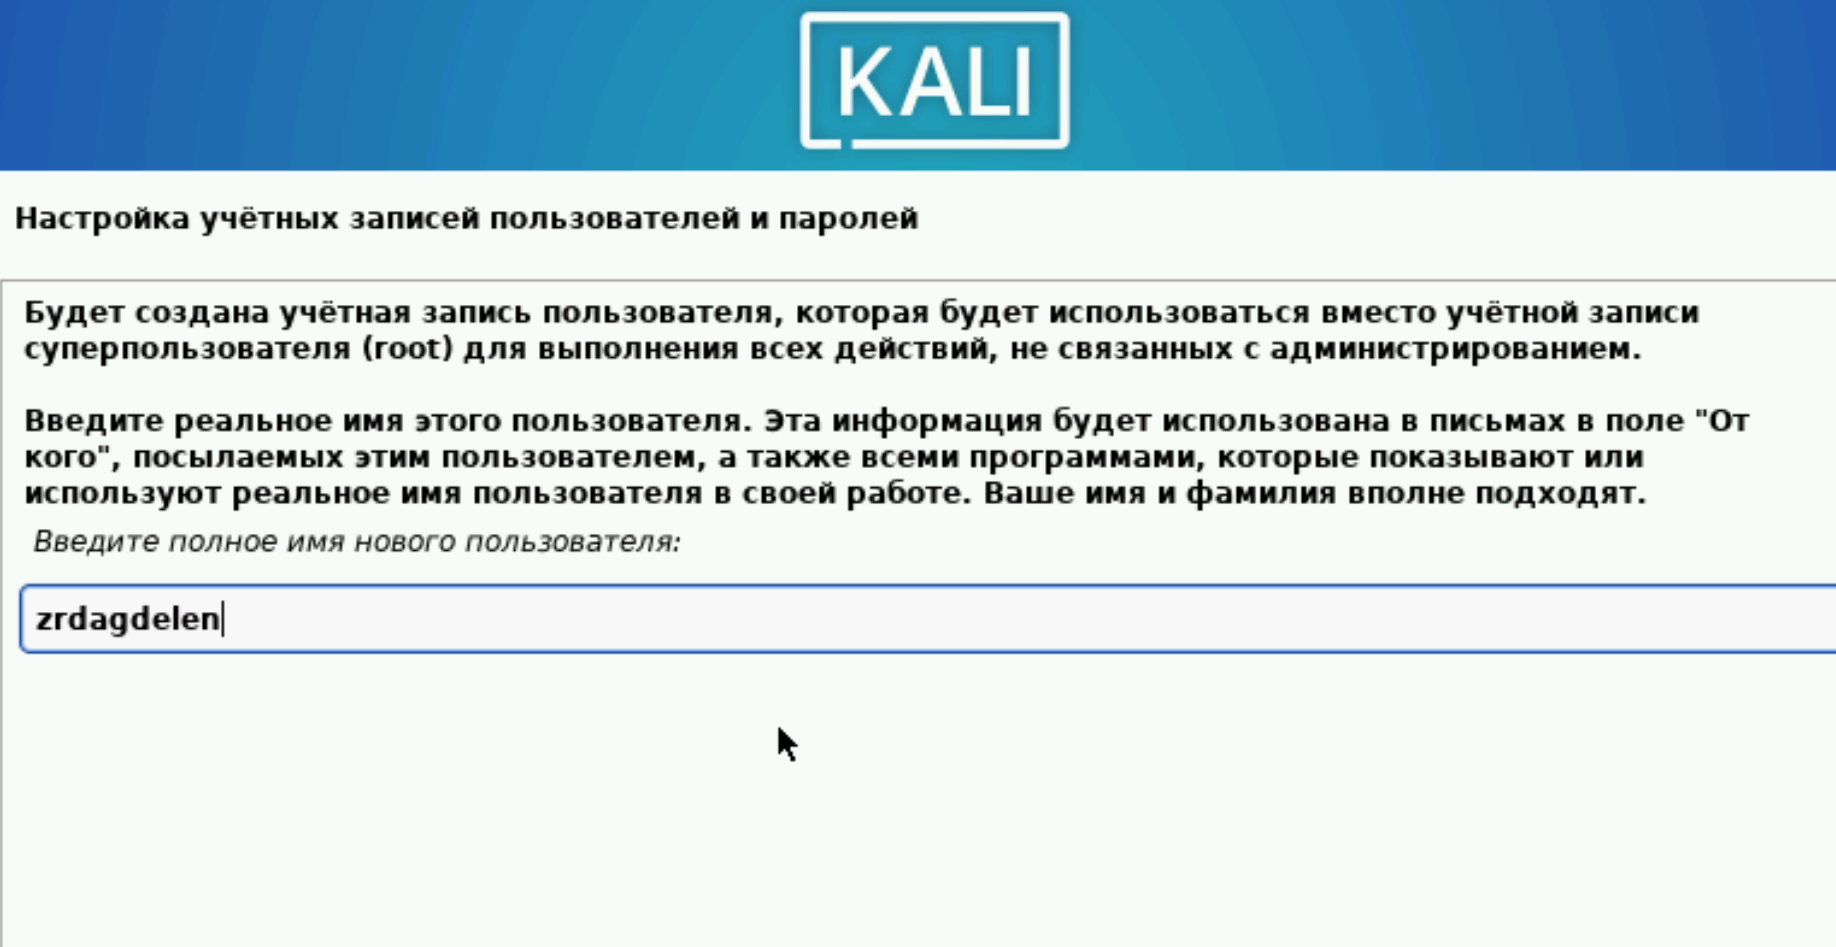 KALI
Настройка учётных записей пользователей и паролей
Будет создана учётная запись пользователя, которая будет использоваться вместо учётной записи
суперпользователя (root) для выполнения всех действий, не связанных с администрированием.
Введите реальное имя этого пользователя. Эта информация будет использована в письмах в поле "От
кого", посылаемых этим пользователем, а также всеми программами, которые показывают или
используют реальное имя пользователя в своей работе. Ваше имя и фамилия вполне подходят.
Введите полное имя нового пользователя:
zrdagdelen